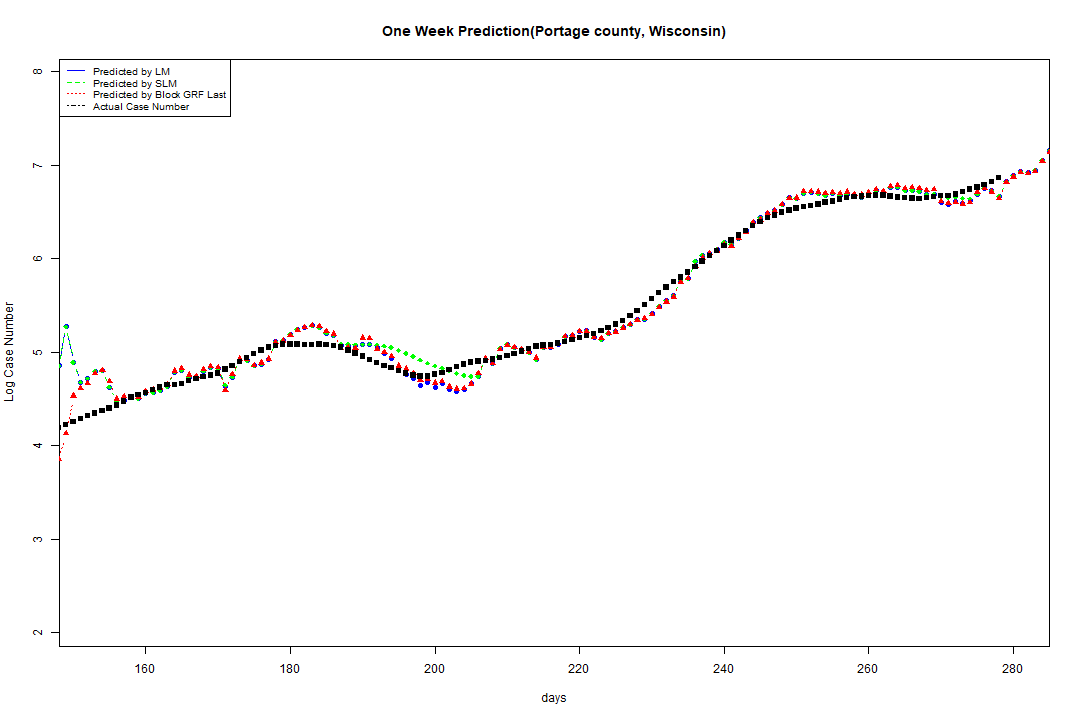 One Week Prediction(Portage county, Wisconsin)
Predicted by LM
Predicted by SLM
Predicted by Block GRF Last
Actual Case Number
8
7
6
5
4
3
2
Log Case Number
160 180 200 220 240 260 280
days